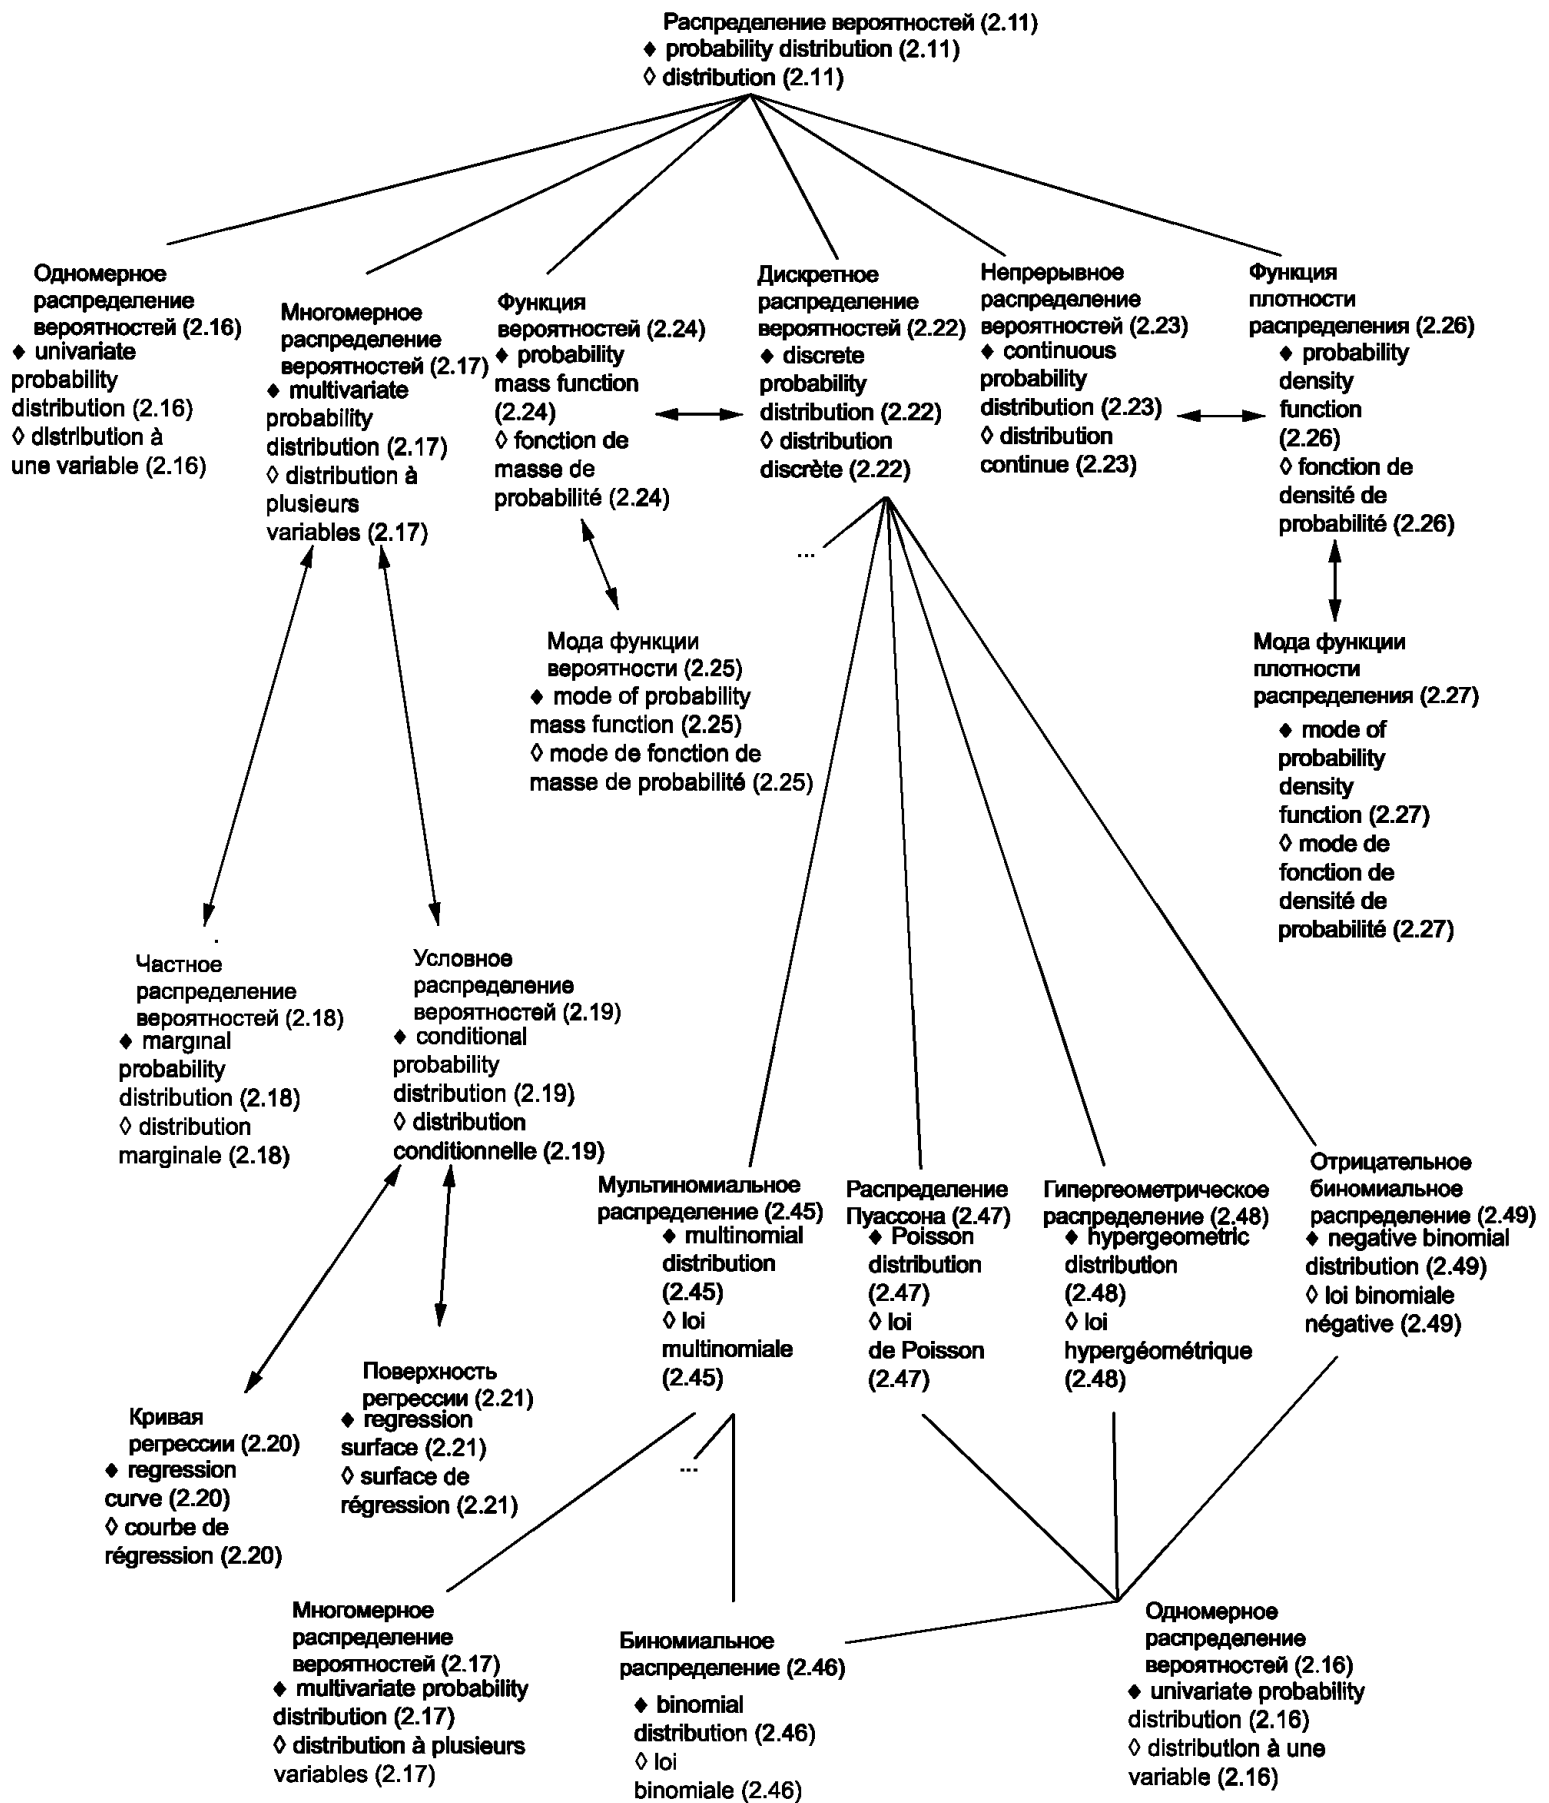 Распределение вероятностей (2.11)
♦ probability distribution (2.11)
◊ distribution (2.11)
Одномерное
распределение
вероятностей (2.16)
♦ univariate
probability
distribution (2.16)
◊ distribution à
une variable (2.16)
Многомерное
распределение
вероятностей (2.17)
♦ multivariate
probability
distribution (2.17)
◊ distribution à
plusieurs
variables (2.17)
Функция
вероятностей (2.24)
♦ probability
mass function
(2.24)
◊ fonction de
masse de
probabilité (2.24)
Дискретное
распределение
вероятностей (2.22)
♦ discrete
probability
distribution (2.22)
◊ distribution
discrète (2.22)
Непрерывное
распределение
вероятностей (2.23)
♦ continuous
probability
distribution (2.23)
◊ distribution
continue (2.23)
Функция
плотности
распределения (2.26)
♦ probability
density
function
(2.26)
◊ fonction de
densité de
probabilité (2.26)
...
Мода функции
вероятности (2.25)
♦ mode of probability
mass function (2.25)
◊ mode de fonction de
masse de probabilité (2.25)
Мода функции
плотности
распределения (2.27)
♦ mode of
probability
density
function (2.27)
◊ mode de
fonction de
densité de
probabilité (2.27)
Частное
распределение
вероятностей (2.18)
♦ marginal
probability
distribution (2.18)
◊ distribution
marginale (2.18)
Условное
распределение
вероятностей (2.19)
♦ conditional
probability
distribution (2.19)
◊ distribution
conditionnelle (2.19)
Мультиномиальное
распределение (2.45)
♦ multinomial
distribution
(2.45)
◊ loi
multinomiale
(2.45)
Распределение
Пуассона (2.47)
♦ Poisson
distribution
(2.47)
◊ loi
de Poisson
(2.47)
Гипергеометрическое
распределение (2.48)
♦ hypergeometric
distribution
(2.48)
◊ loi
hypergéométrique
(2.48)
Отрицательное
биномиальное
распределение (2.49)
♦ negative binomial
distribution (2.49)
◊ loi binomiale
négative (2.49)
Кривая
регрессии (2.20)
♦ regression
curve (2.20)
◊ courbe de
régression (2.20)
Поверхность
регрессии (2.21)
♦ regression
surface (2.21)
◊ surface de
régression (2.21)
...
Многомерное
распределение
вероятностей (2.17)
♦ multivariate probability
distribution (2.17)
◊ distribution à plusieurs
variables (2.17)
Биномиальное
распределение (2.46)
♦ binomial
distribution (2.46)
◊ loi
binomiale (2.46)
Одномерное
распределение
вероятностей (2.16)
♦ univariate probability
distribution (2.16)
◊ distribution à une
variable (2.16)